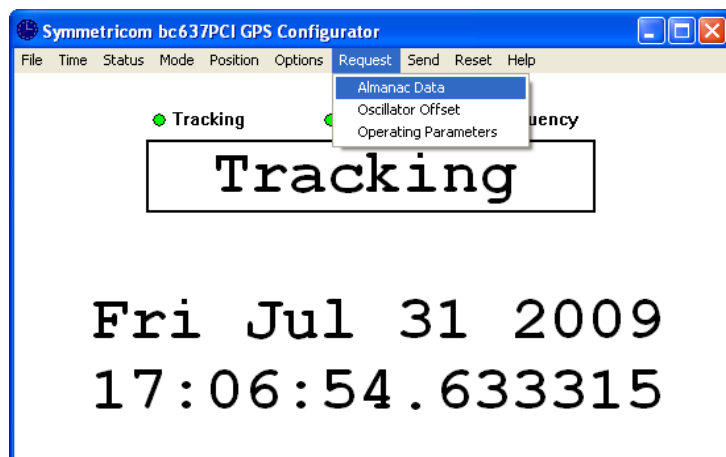 Symmetricom bc637PCI GPS Configurator
File Time Status Mode Position Options Request Send Reset Help
Almanac Data
Oscillator Offset
Operating Parameters
Tracking
Tracking
Fri Jul 31 2009
17:06:54.633315